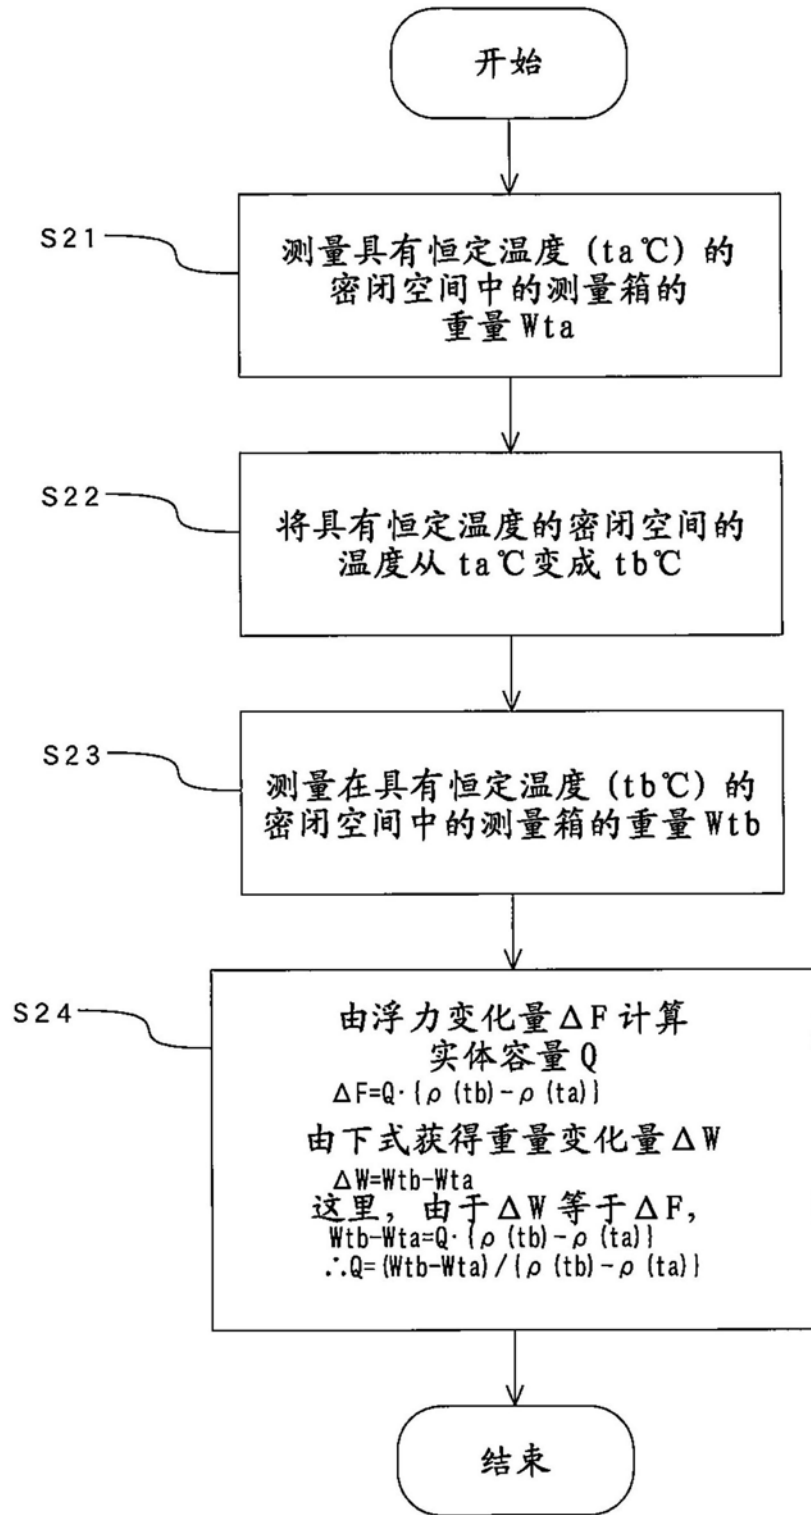 开始
S21
测量具有恒定温度 (ta℃) 的
密闭空间中的测量箱的
重量Wta
S22
将具有恒定温度的密闭空间的
温度从 ta℃变成 tb℃
S23
测量在具有恒定温度 (tb℃) 的
密闭空间中的测量箱的重量Wtb
S24
由浮力变化量ΔF计算
实体容量Q
ΔF=Q·{ρ(tb)-ρ(ta)}
由下式获得重量变化量ΔW
ΔW=Wtb-Wta
这里, 由于ΔW等于ΔF,
Wtb-Wta=Q·{ρ(tb)-ρ(ta)}
∴Q=(Wtb-Wta)/{ρ(tb)-ρ(ta)}
结束